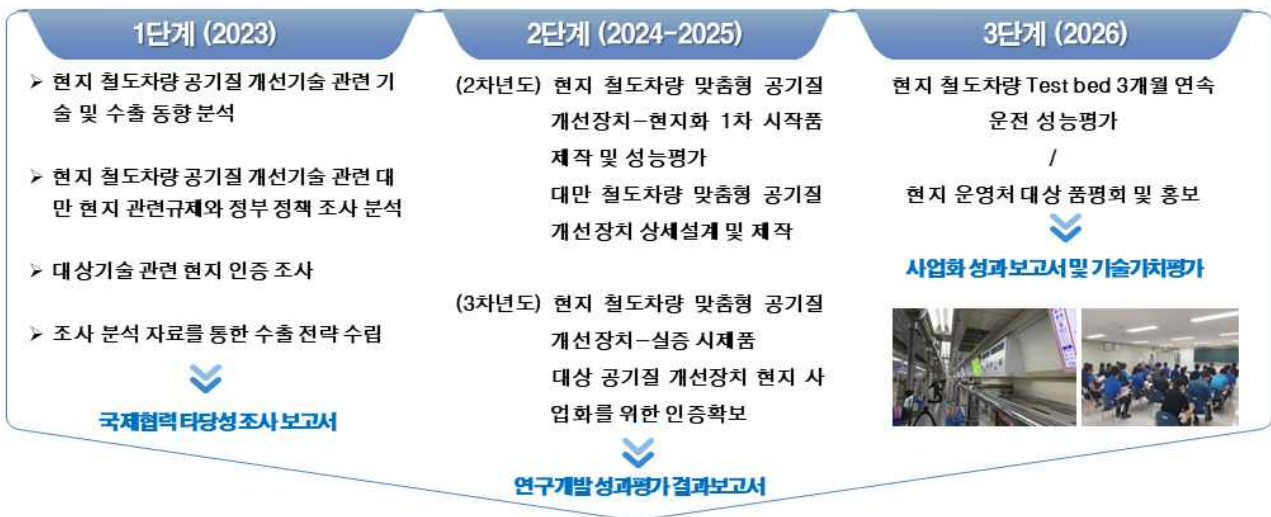 1단계 (2023)
➢ 현지 철도차량 공기질 개선기술 관련 기
술 및 수출 동향 분석
➢ 현지 철도차량 공기질 개선기술 관련 대
만 현지 관련규제와 정부 정책 조사 분석
➢ 대상기술 관련 현지 인증 조사
➢ 조사 분석 자료를 통한 수출 전략 수립
국제협력 타당성 조사 보고서
2단계 (2024-2025)
(2차년도) 현지 철도차량 맞춤형 공기질
개선장치-현지화 1차 시작품
제작 및 성능평가
대만 철도차량 맞춤형 공기질
개선장치 상세설계 및 제작
(3차년도) 현지 철도차량 맞춤형 공기질
개선장치-실증 시제품
대상 공기질 개선장치 현지 사
업화를 위한 인증확보
연구개발 성과평가 결과보고서
3단계 (2026)
현지 철도차량 Test bed 3개월 연속
운전 성능평가
/
현지 운영처 대상 품평회 및 홍보
사업화 성과 보고서 및 기술가치평가